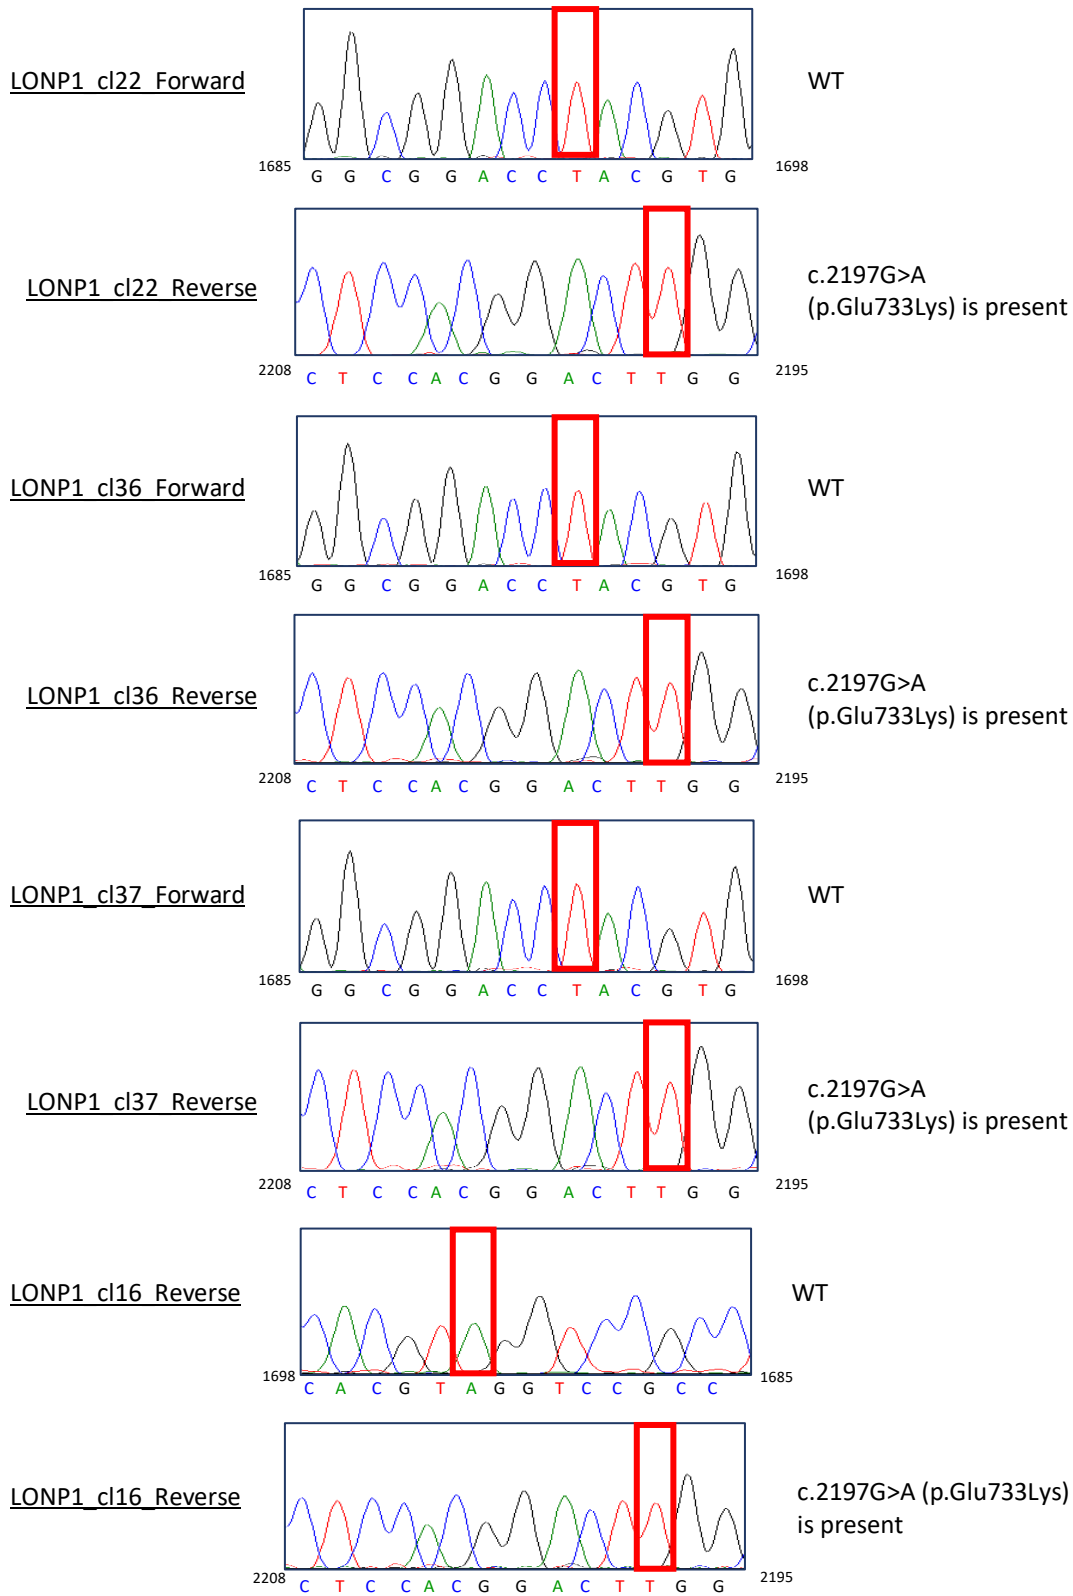 LONP1_cl22_Forward
WT
1685
1698
G G C G G A C C T A C G T G
LONP1_cl22_Reverse
c.2197G>A
(p.Glu733Lys) is present
2208
2195
C T C C A C G G A C T T G G
LONP1_cl36_Forward
WT
1685
1698
G G C G G A C C T A C G T G
LONP1_cl36_Reverse
c.2197G>A
(p.Glu733Lys) is present
2208
2195
C T C C A C G G A C T T G G
LONP1_cl37_Forward
WT
1685
1698
G G C G G A C C T A C G T G
LONP1_cl37_Reverse
c.2197G>A
(p.Glu733Lys) is present
2208
2195
C T C C A C G G A C T T G G
LONP1_cl16_Reverse
WT
1698
1685
C A C G T A G G T C C G C C
LONP1_cl16_Reverse
c.2197G>A (p.Glu733Lys)
is present
2208
2195
C T C C A C G G A C T T G G